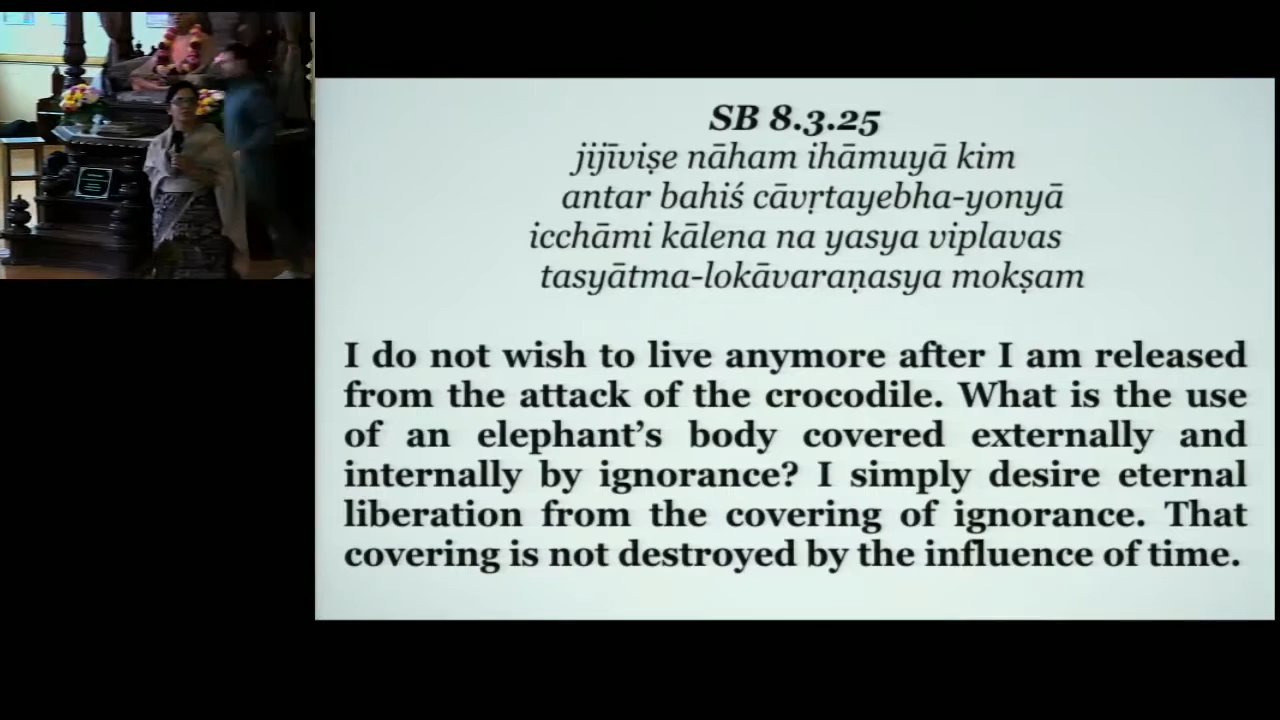 SB 8.3.25
jijīviṣe nāham ihāmuyā kim
antar bahiś cāvṛtayebha-yonyā
icchāmi kālena na yasya viplavas
tasyātma-lokāvaraṇasya mokṣam
I do not wish to live anymore after I am released
from the attack of the crocodile. What is the use
of an elephant’s body covered externally and
internally by ignorance? I simply desire eternal
liberation from the covering of ignorance. That
covering is not destroyed by the influence of time.